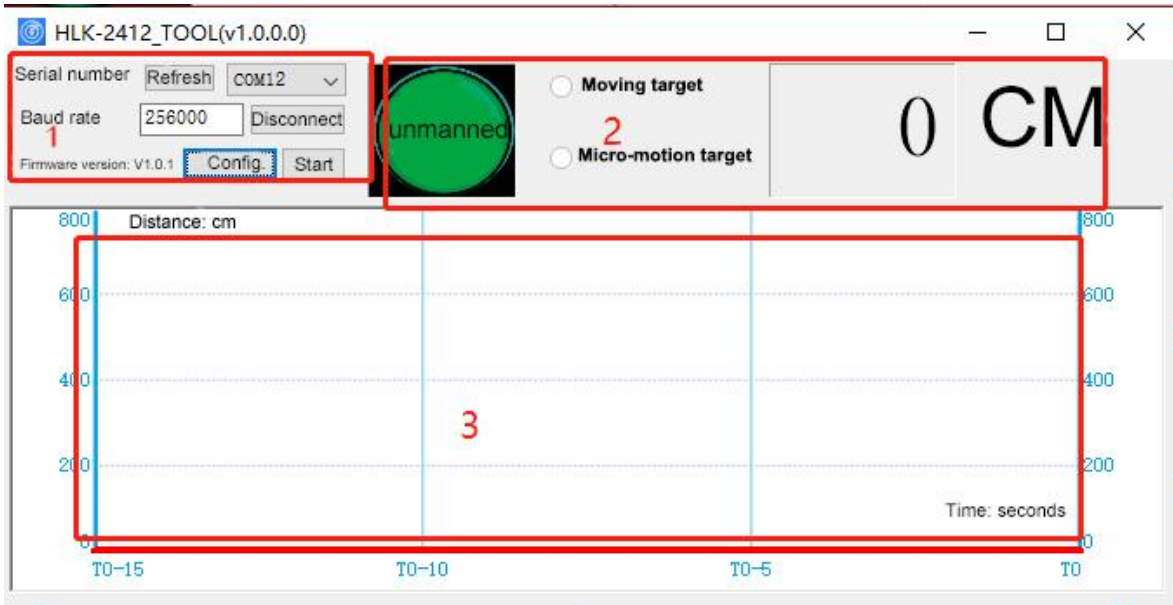 HLK-2412_TOOL(v1.0.0.0)
Serial number Refresh COM12
Baud rate 256000 Disconnect
1
Firmware version: V1.0.1 Config. Start
unmanned
Moving target
2
Micro-motion target
0 CM
800 Distance: cm 800
600 600
400 400
3
200 200
Time: seconds
0 0
T0-15 T0-10 T0-5 T0